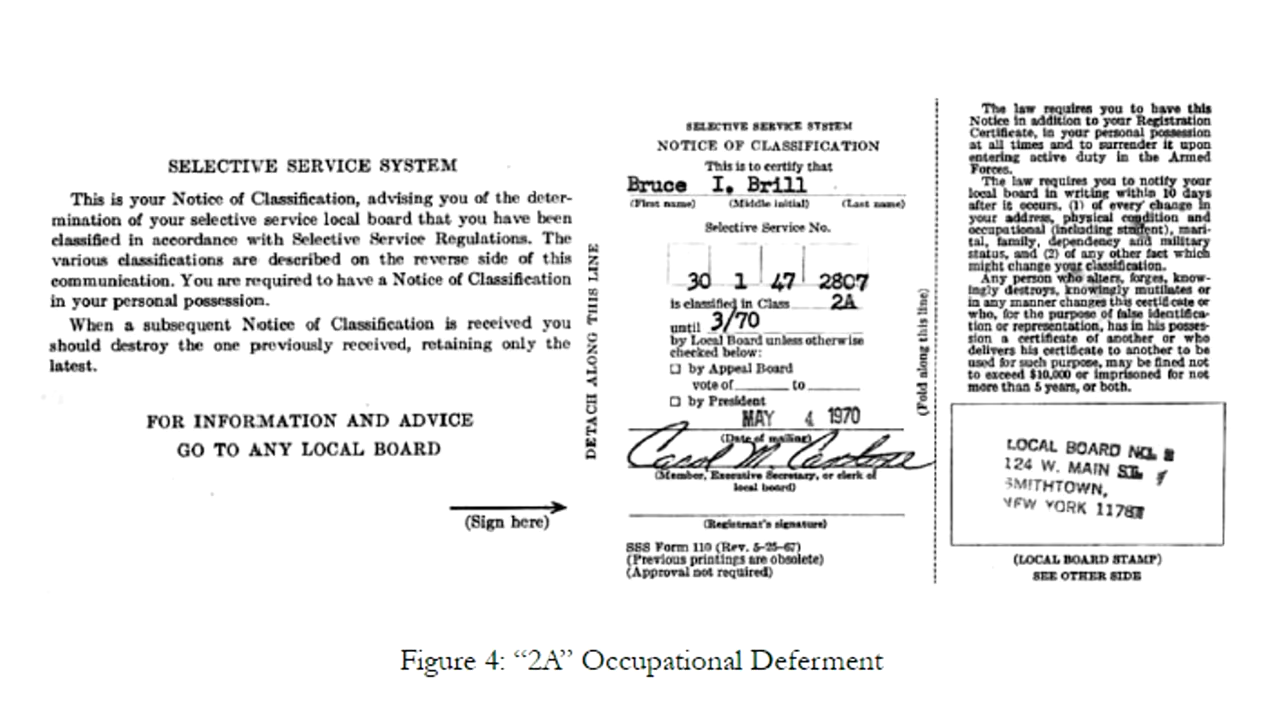 SELECTIVE SERVICE SYSTEM
This is your Notice of Classification, advising you of the deter-
mination of your selective service local board that you have been
classified in accordance with Selective Service Regulations. The
various classifications are described on the reverse side of this
communication. You are required to have a Notice of Classification
in your personal possession.
When a subsequent Notice of Classification is received you
should destroy the one previously received, retaining only the
latest.
FOR INFORMATION AND ADVICE
GO TO ANY LOCAL BOARD
(Sign here)
DETACH ALONG THIS LINE
SELECTIVE SERVICE SYSTEM
NOTICE OF CLASSIFICATION
This is to certify that
Bruce I. Brill
(First name) (Middle initial) (Last name)
Selective Service No.
30 1 47 2807
is classified in Class 2A
until 3/70
by Local Board unless otherwise
checked below:
☐ by Appeal Board
vote of ______ to ______
☐ by President
MAY 4 1970
(Date of mailing)
Carol M.
(Member, Executive Secretary, or clerk of
local board)
(Registrant's signature)
SSS Form 110 (Rev. 5-25-67)
(Previous printings are obsolete)
(Approval not required)
(Fold along this line)
The law requires you to have this
Notice in addition to your Registration
Certificate, in your personal possession
at all times and to surrender it upon
entering active duty in the Armed
Forces.
The law requires you to notify your
local board in writing within 10 days
after it occurs, (1) of every change in
your address, physical condition and
occupational (including student), mari-
tal, family, dependency and military
status, and (2) of any other fact which
might change your classification.
Any person who alters, forges, know-
ingly destroys, knowingly mutilates or
in any manner changes this certificate or
who, for the purpose of false identifica-
tion or representation, has in his posses-
sion a certificate of another or who
delivers his certificate to another to be
used for such purpose, may be fined not
to exceed $10,000 or imprisoned for not
more than 5 years, or both.
LOCAL BOARD NO.
124 W. MAIN ST.
SMITHTOWN,
NEW YORK
(LOCAL BOARD STAMP)
SEE OTHER SIDE
Figure 4: “2A” Occupational Deferment